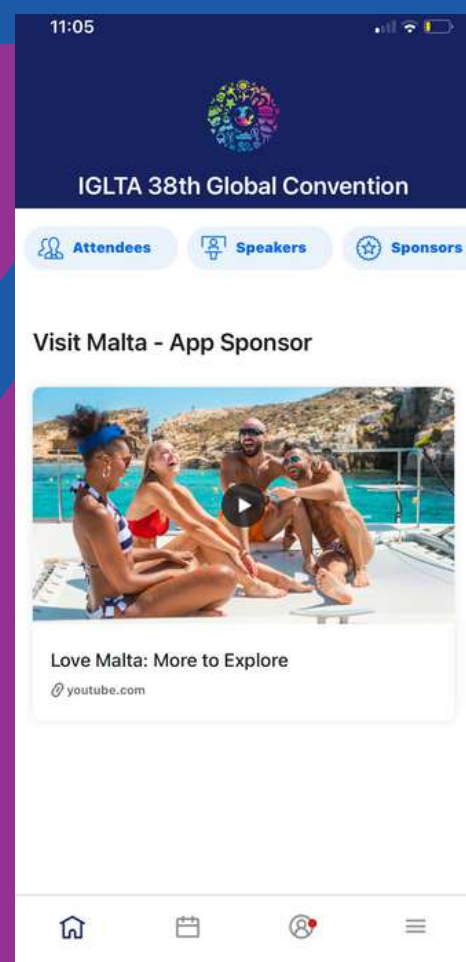 11:05
IGLTA 38th Global Convention
Attendees Speakers Sponsors
Visit Malta - App Sponsor
Love Malta: More to Explore
youtube.com